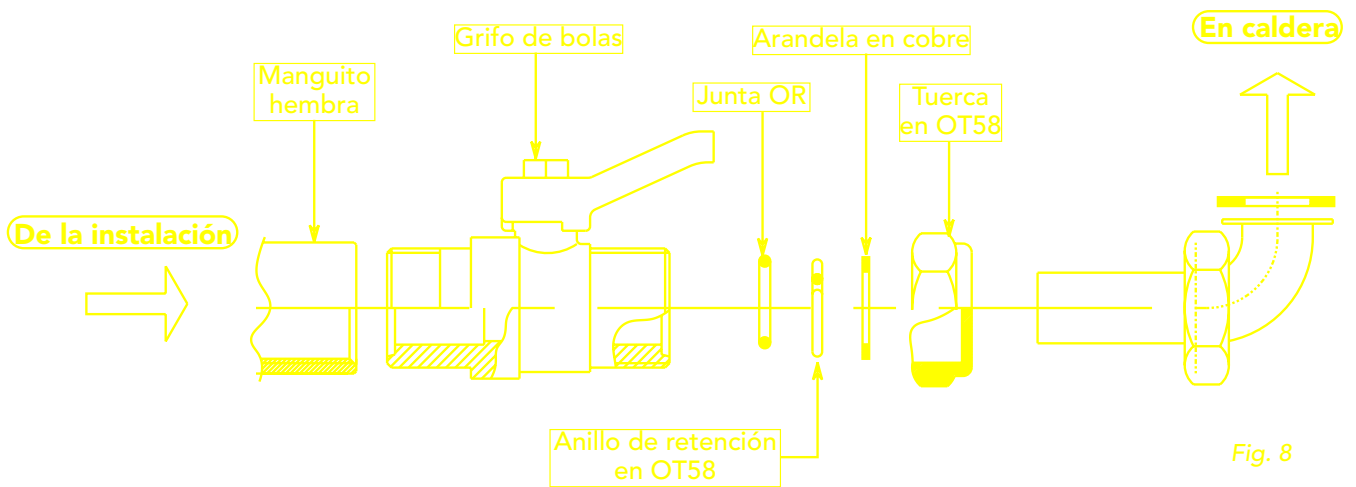 En caldera
Grifo de bolas
Arandela en cobre
Manguito
hembra
Junta OR
Tuerca
en OT58
De la instalación
Anillo de retención
en OT58
Fig. 8